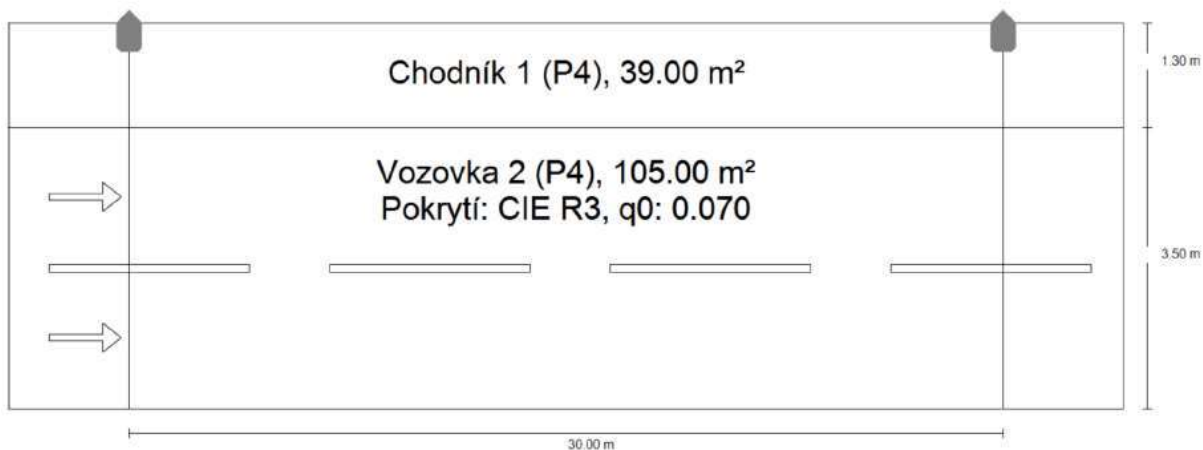 Chodník 1 (P4), 39.00 m²
1.30 m
Vozovka 2 (P4), 105.00 m²
Pokrytí: CIE R3, q0: 0.070
3.50 m
30.00 m